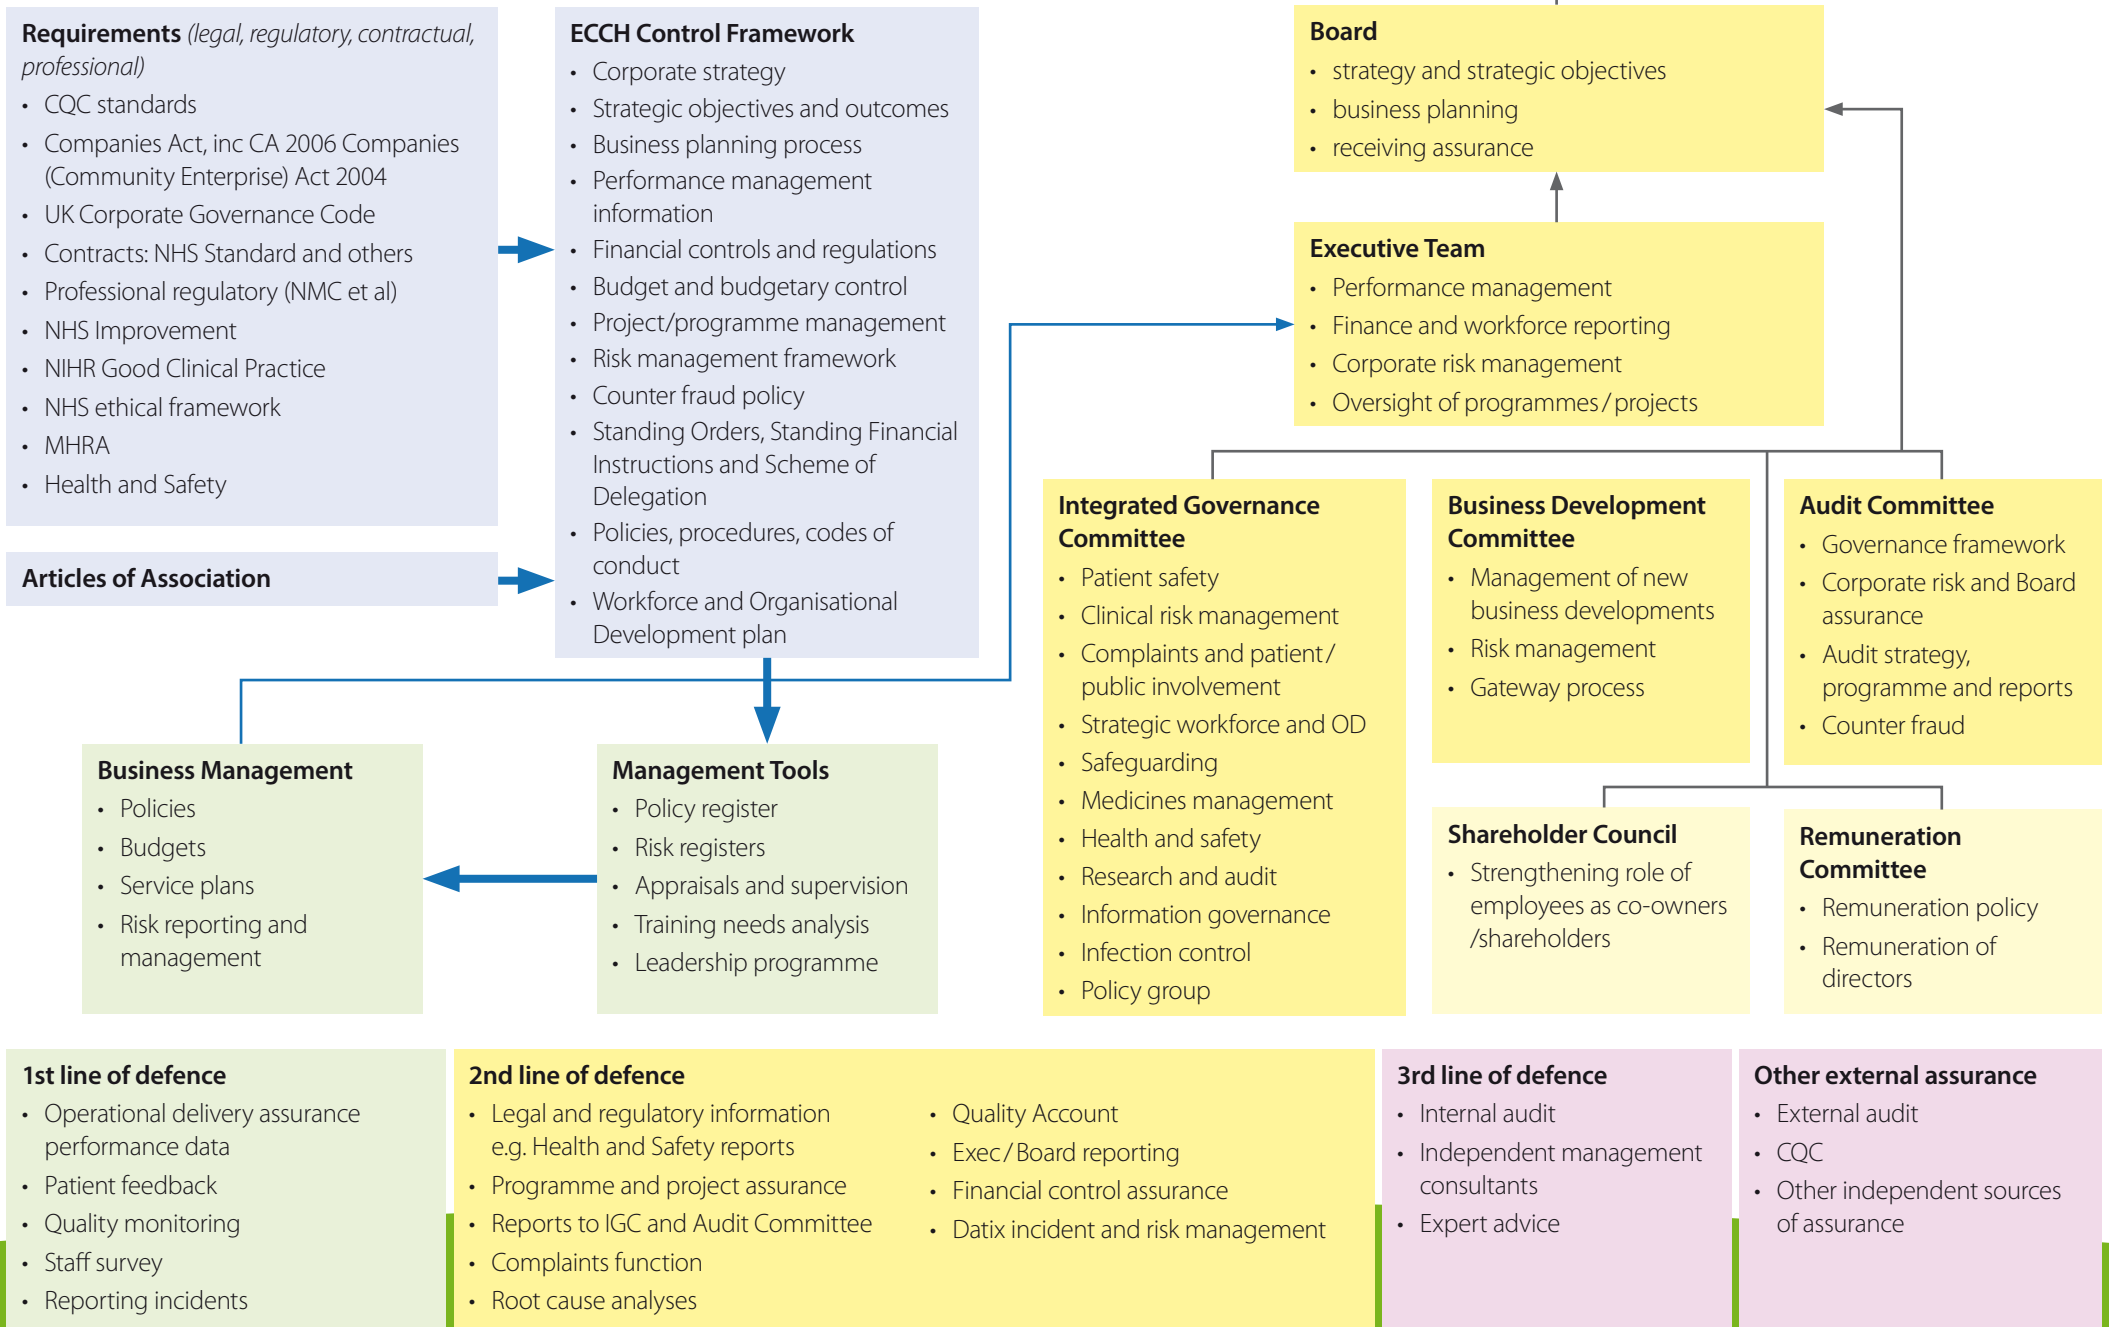 Requirements (legal, regulatory, contractual,
professional)
• CQC standards
• Companies Act, inc CA 2006 Companies
(Community Enterprise) Act 2004
• UK Corporate Governance Code
• Contracts: NHS Standard and others
• Professional regulatory (NMC et al)
• NHS Improvement
• NIHR Good Clinical Practice
• NHS ethical framework
• MHRA
• Health and Safety
Articles of Association
ECCH Control Framework
• Corporate strategy
• Strategic objectives and outcomes
• Business planning process
• Performance management
information
• Financial controls and regulations
• Budget and budgetary control
• Project/programme management
• Risk management framework
• Counter fraud policy
• Standing Orders, Standing Financial
Instructions and Scheme of
Delegation
• Policies, procedures, codes of
conduct
• Workforce and Organisational
Development plan
Business Management
• Policies
• Budgets
• Service plans
• Risk reporting and
management
Management Tools
• Policy register
• Risk registers
• Appraisals and supervision
• Training needs analysis
• Leadership programme
Board
• strategy and strategic objectives
• business planning
• receiving assurance
Executive Team
• Performance management
• Finance and workforce reporting
• Corporate risk management
• Oversight of programmes/projects
Integrated Governance
Committee
• Patient safety
• Clinical risk management
• Complaints and patient/
public involvement
• Strategic workforce and OD
• Safeguarding
• Medicines management
• Health and safety
• Research and audit
• Information governance
• Infection control
• Policy group
Business Development
Committee
• Management of new
business developments
• Risk management
• Gateway process
Audit Committee
• Governance framework
• Corporate risk and Board
assurance
• Audit strategy,
programme and reports
• Counter fraud
Shareholder Council
• Strengthening role of
employees as co-owners
/shareholders
Remuneration
Committee
• Remuneration policy
• Remuneration of
directors
1st line of defence
• Operational delivery assurance
performance data
• Patient feedback
• Quality monitoring
• Staff survey
• Reporting incidents
2nd line of defence
• Legal and regulatory information
e.g. Health and Safety reports
• Programme and project assurance
• Reports to IGC and Audit Committee
• Complaints function
• Root cause analyses
• Quality Account
• Exec/Board reporting
• Financial control assurance
• Datix incident and risk management
3rd line of defence
• Internal audit
• Independent management
consultants
• Expert advice
Other external assurance
• External audit
• CQC
• Other independent sources
of assurance